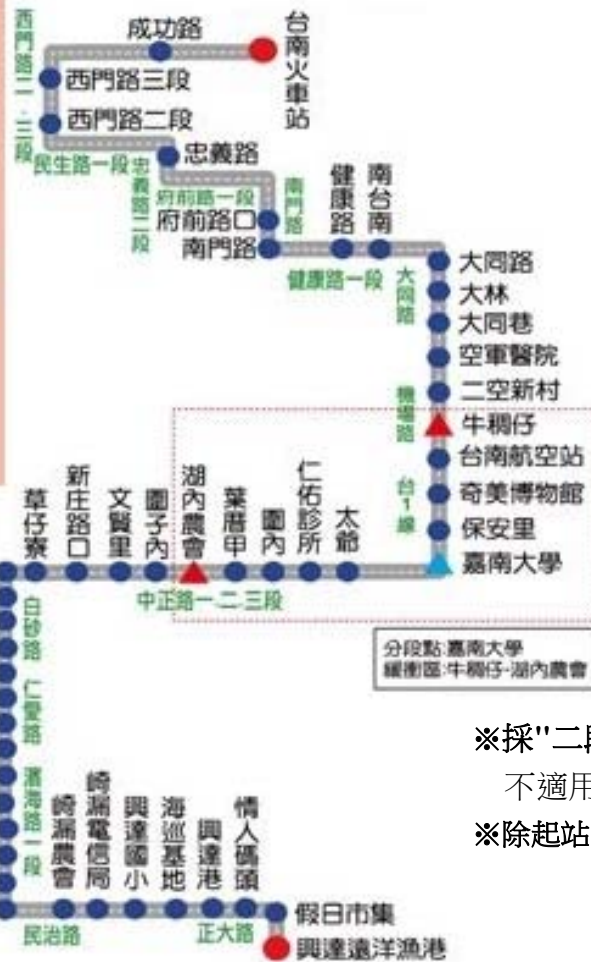 西門路二.三段
成功路
台南火車站
西門路三段
西門路二段
民生路一段
忠義路二段
忠義路
府前路一段
府前路口
南門路
南門路
健康路
南台南
健康路一段
大同路
大同路
大林
大同巷
空軍醫院
二空新村
機場路
牛稠仔
台南航空站
奇美博物館
台1線
保安里
嘉南大學
太爺
仁佑診所
圍內
葉厝甲
湖內農會
圍子內
文賢里
新庄路口
草仔寮
中正路一.二.三段
分段點:嘉南大學
緩衝區:牛稠仔-湖內農會
白砂路
仁愛路
濱海路一段
※採"二段
不適用
※除起站
崎漏農會
崎漏電信局
興達國小
海巡基地
興達港
情人碼頭
民治路
正大路
假日市集
興達遠洋漁港